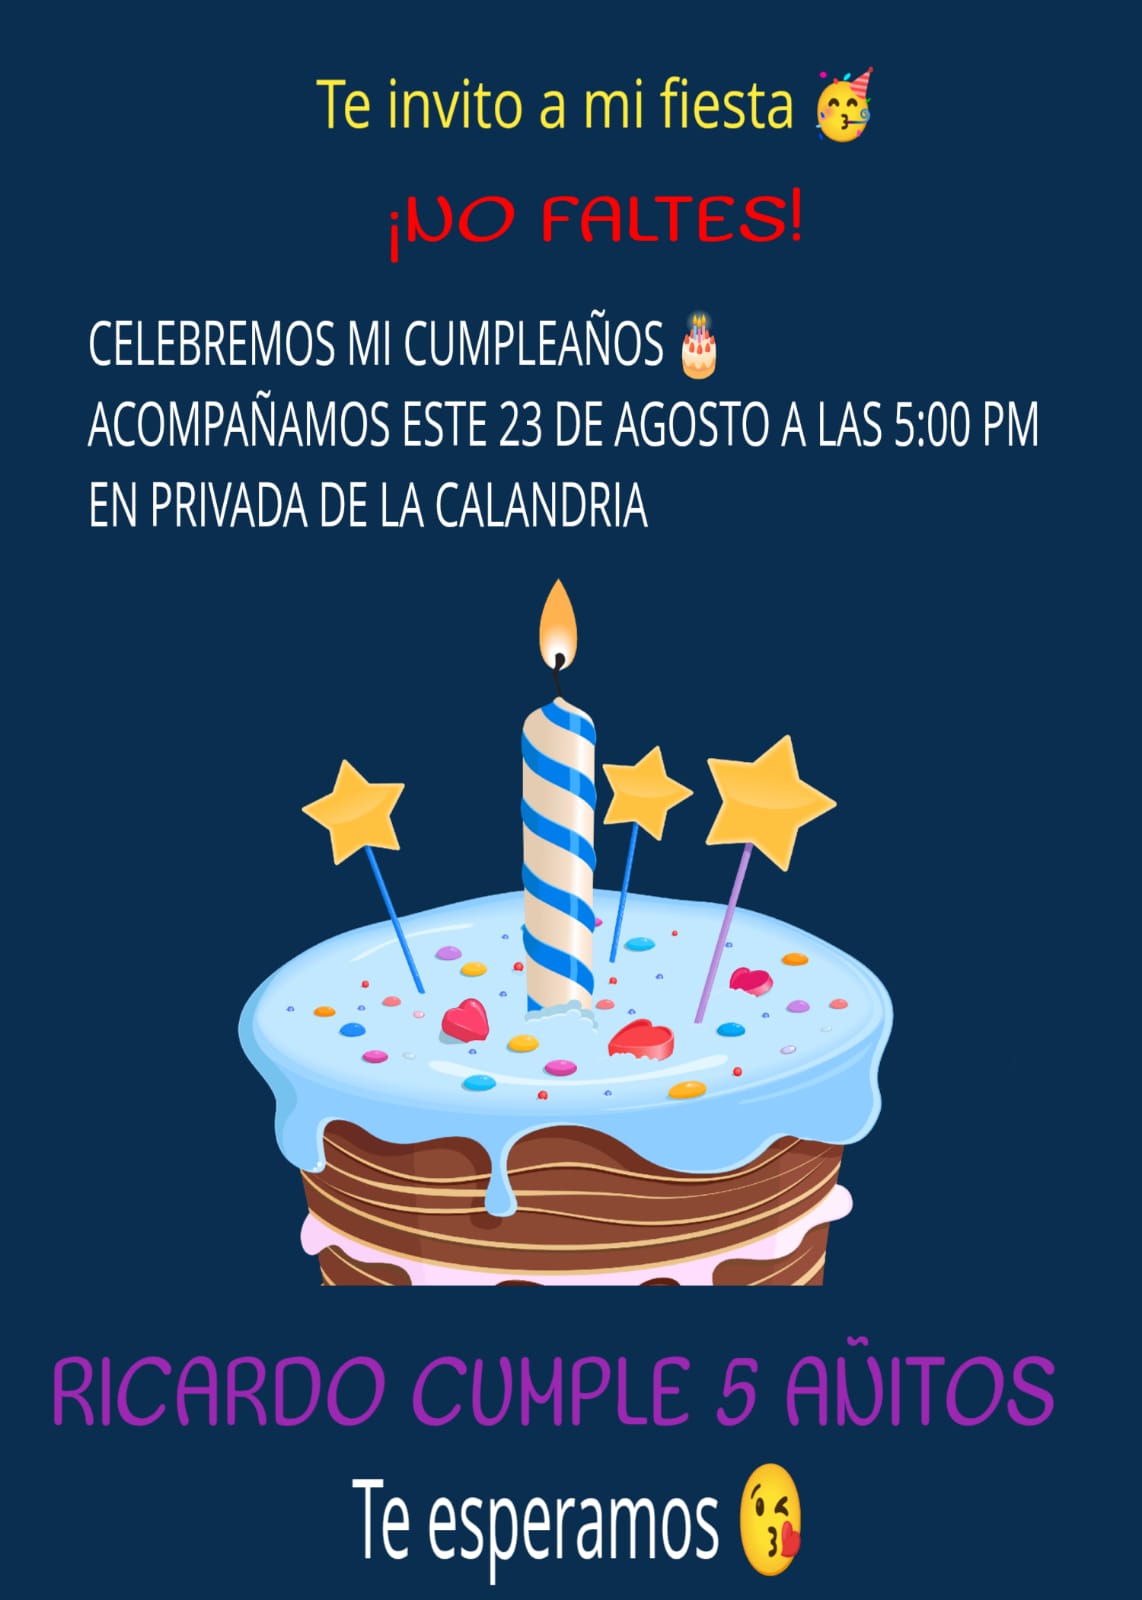 Te invito a mi fiesta 🥳
¡NO FALTES!
CELEBREMOS MI CUMPLEAÑOS 🎂
ACOMPAÑAMOS ESTE 23 DE AGOSTO A LAS 5:00 PM
EN PRIVADA DE LA CALANDRIA
RICARDO CUMPLE 5 AÑITOS
Te esperamos 😘